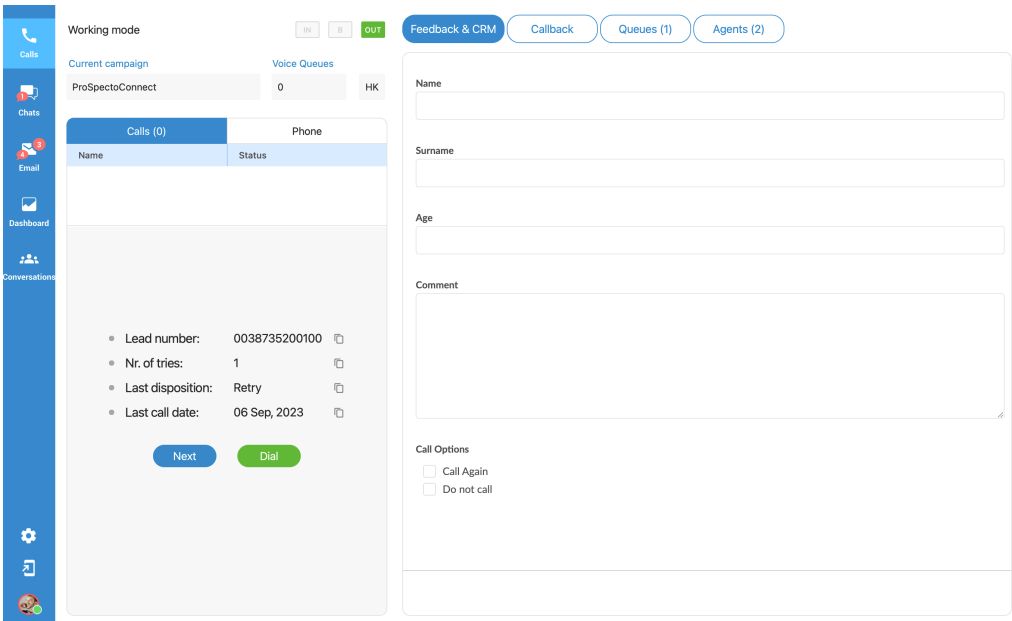 Calls
1
Chats
3
4
Email
Dashboard
Conversations
Working mode
IN
B
OUT
Current campaign
Voice Queues
ProSpectoConnect
0
HK
Calls (0)
Phone
Name
Status
Lead number: 0038735200100
Nr. of tries: 1
Last disposition: Retry
Last call date: 06 Sep, 2023
Next
Dial
Feedback & CRM
Callback
Queues (1)
Agents (2)
Name
Surname
Age
Comment
Call Options
Call Again
Do not call